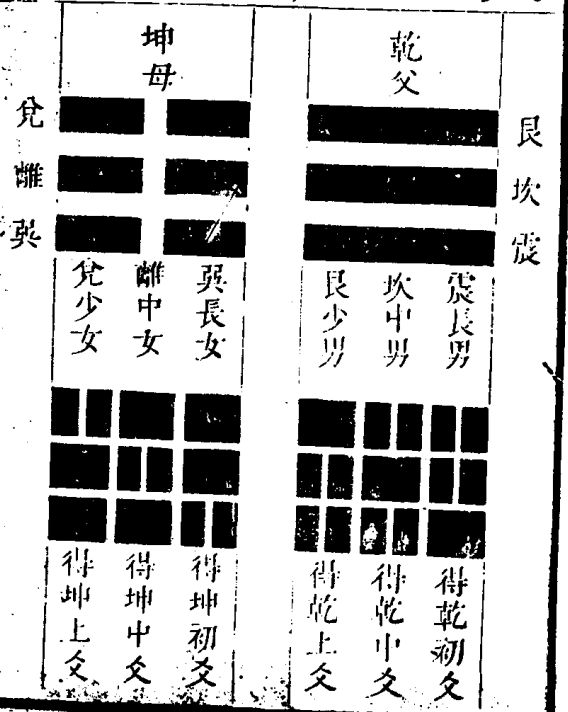 乾父
艮
坎
震
震長男
坎中男
艮少男
得乾初爻
得乾中爻
得乾上爻
坤母
兌
離
巽
巽長女
離中女
兌少女
得坤初爻
得坤中爻
得坤上爻